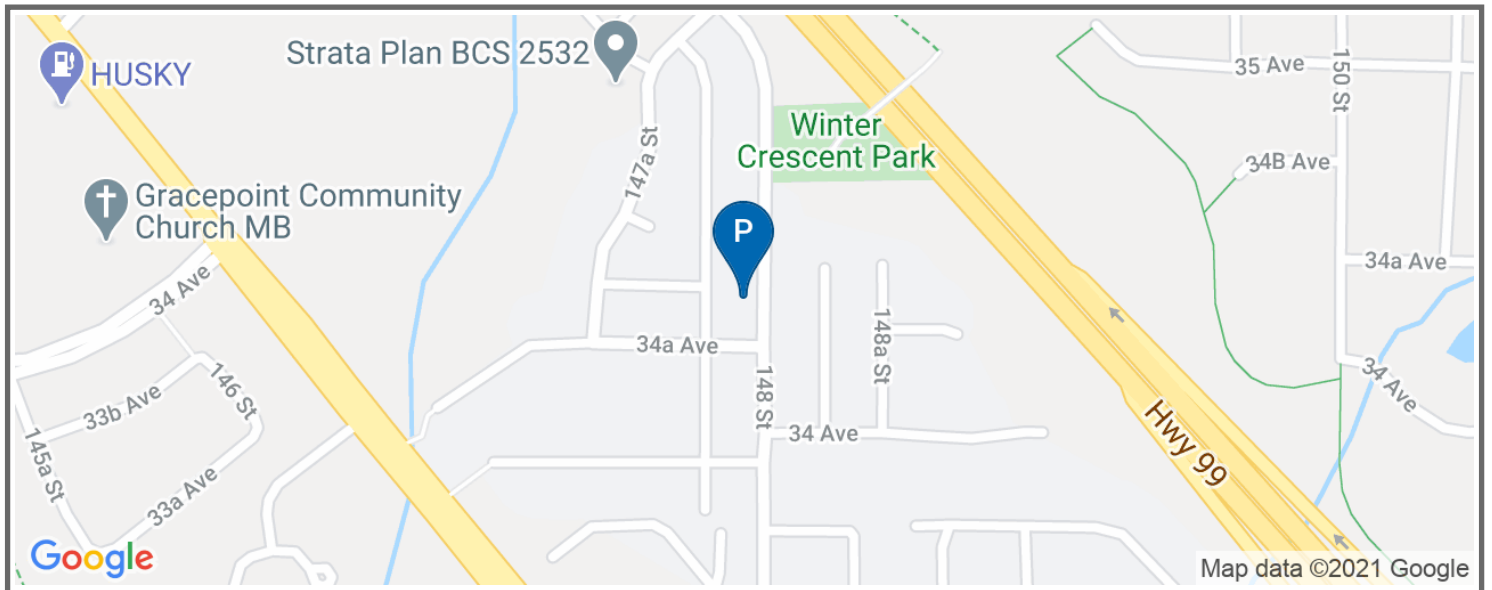 Strata Plan BCS 2532
HUSKY
35 Ave
150 St
Winter
Crescent Park
147a St
34B Ave
Gracepoint Community
Church MB
P
34 Ave
34a Ave
34a Ave
148a St
148 St
33b Ave
146 St
34 Ave
34 Ave
Hwy 99
145a St
33a Ave
Google
Map data ©2021 Google